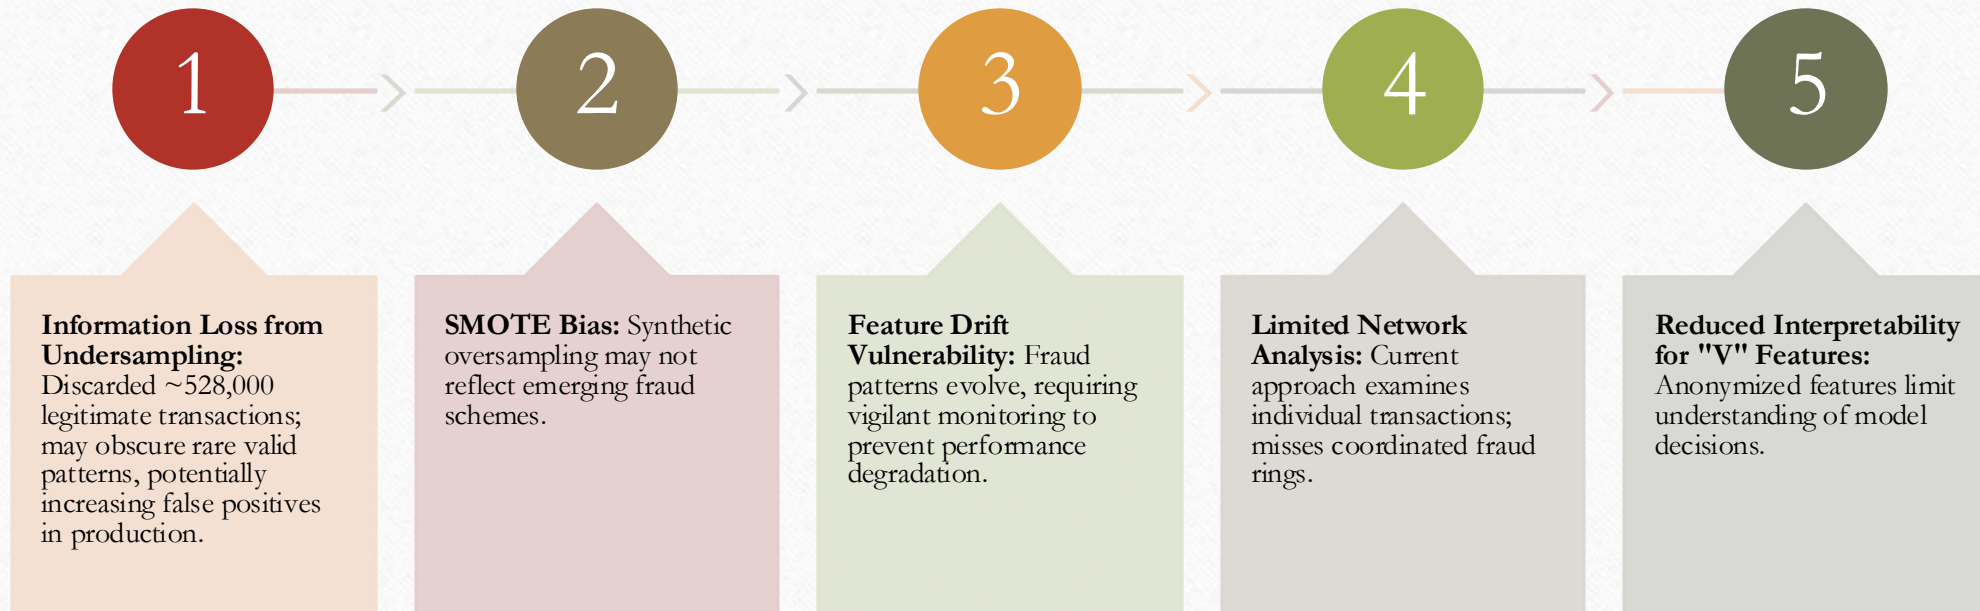 1
2
3
4
5
Information Loss from
Undersampling:
Discarded ~528,000
legitimate transactions;
may obscure rare valid
patterns, potentially
increasing false positives
in production.
SMOTE Bias: Synthetic
oversampling may not
reflect emerging fraud
schemes.
Feature Drift
Vulnerability: Fraud
patterns evolve, requiring
vigilant monitoring to
prevent performance
degradation.
Limited Network
Analysis: Current
approach examines
individual transactions;
misses coordinated fraud
rings.
Reduced Interpretability
for "V" Features:
Anonymized features limit
understanding of model
decisions.